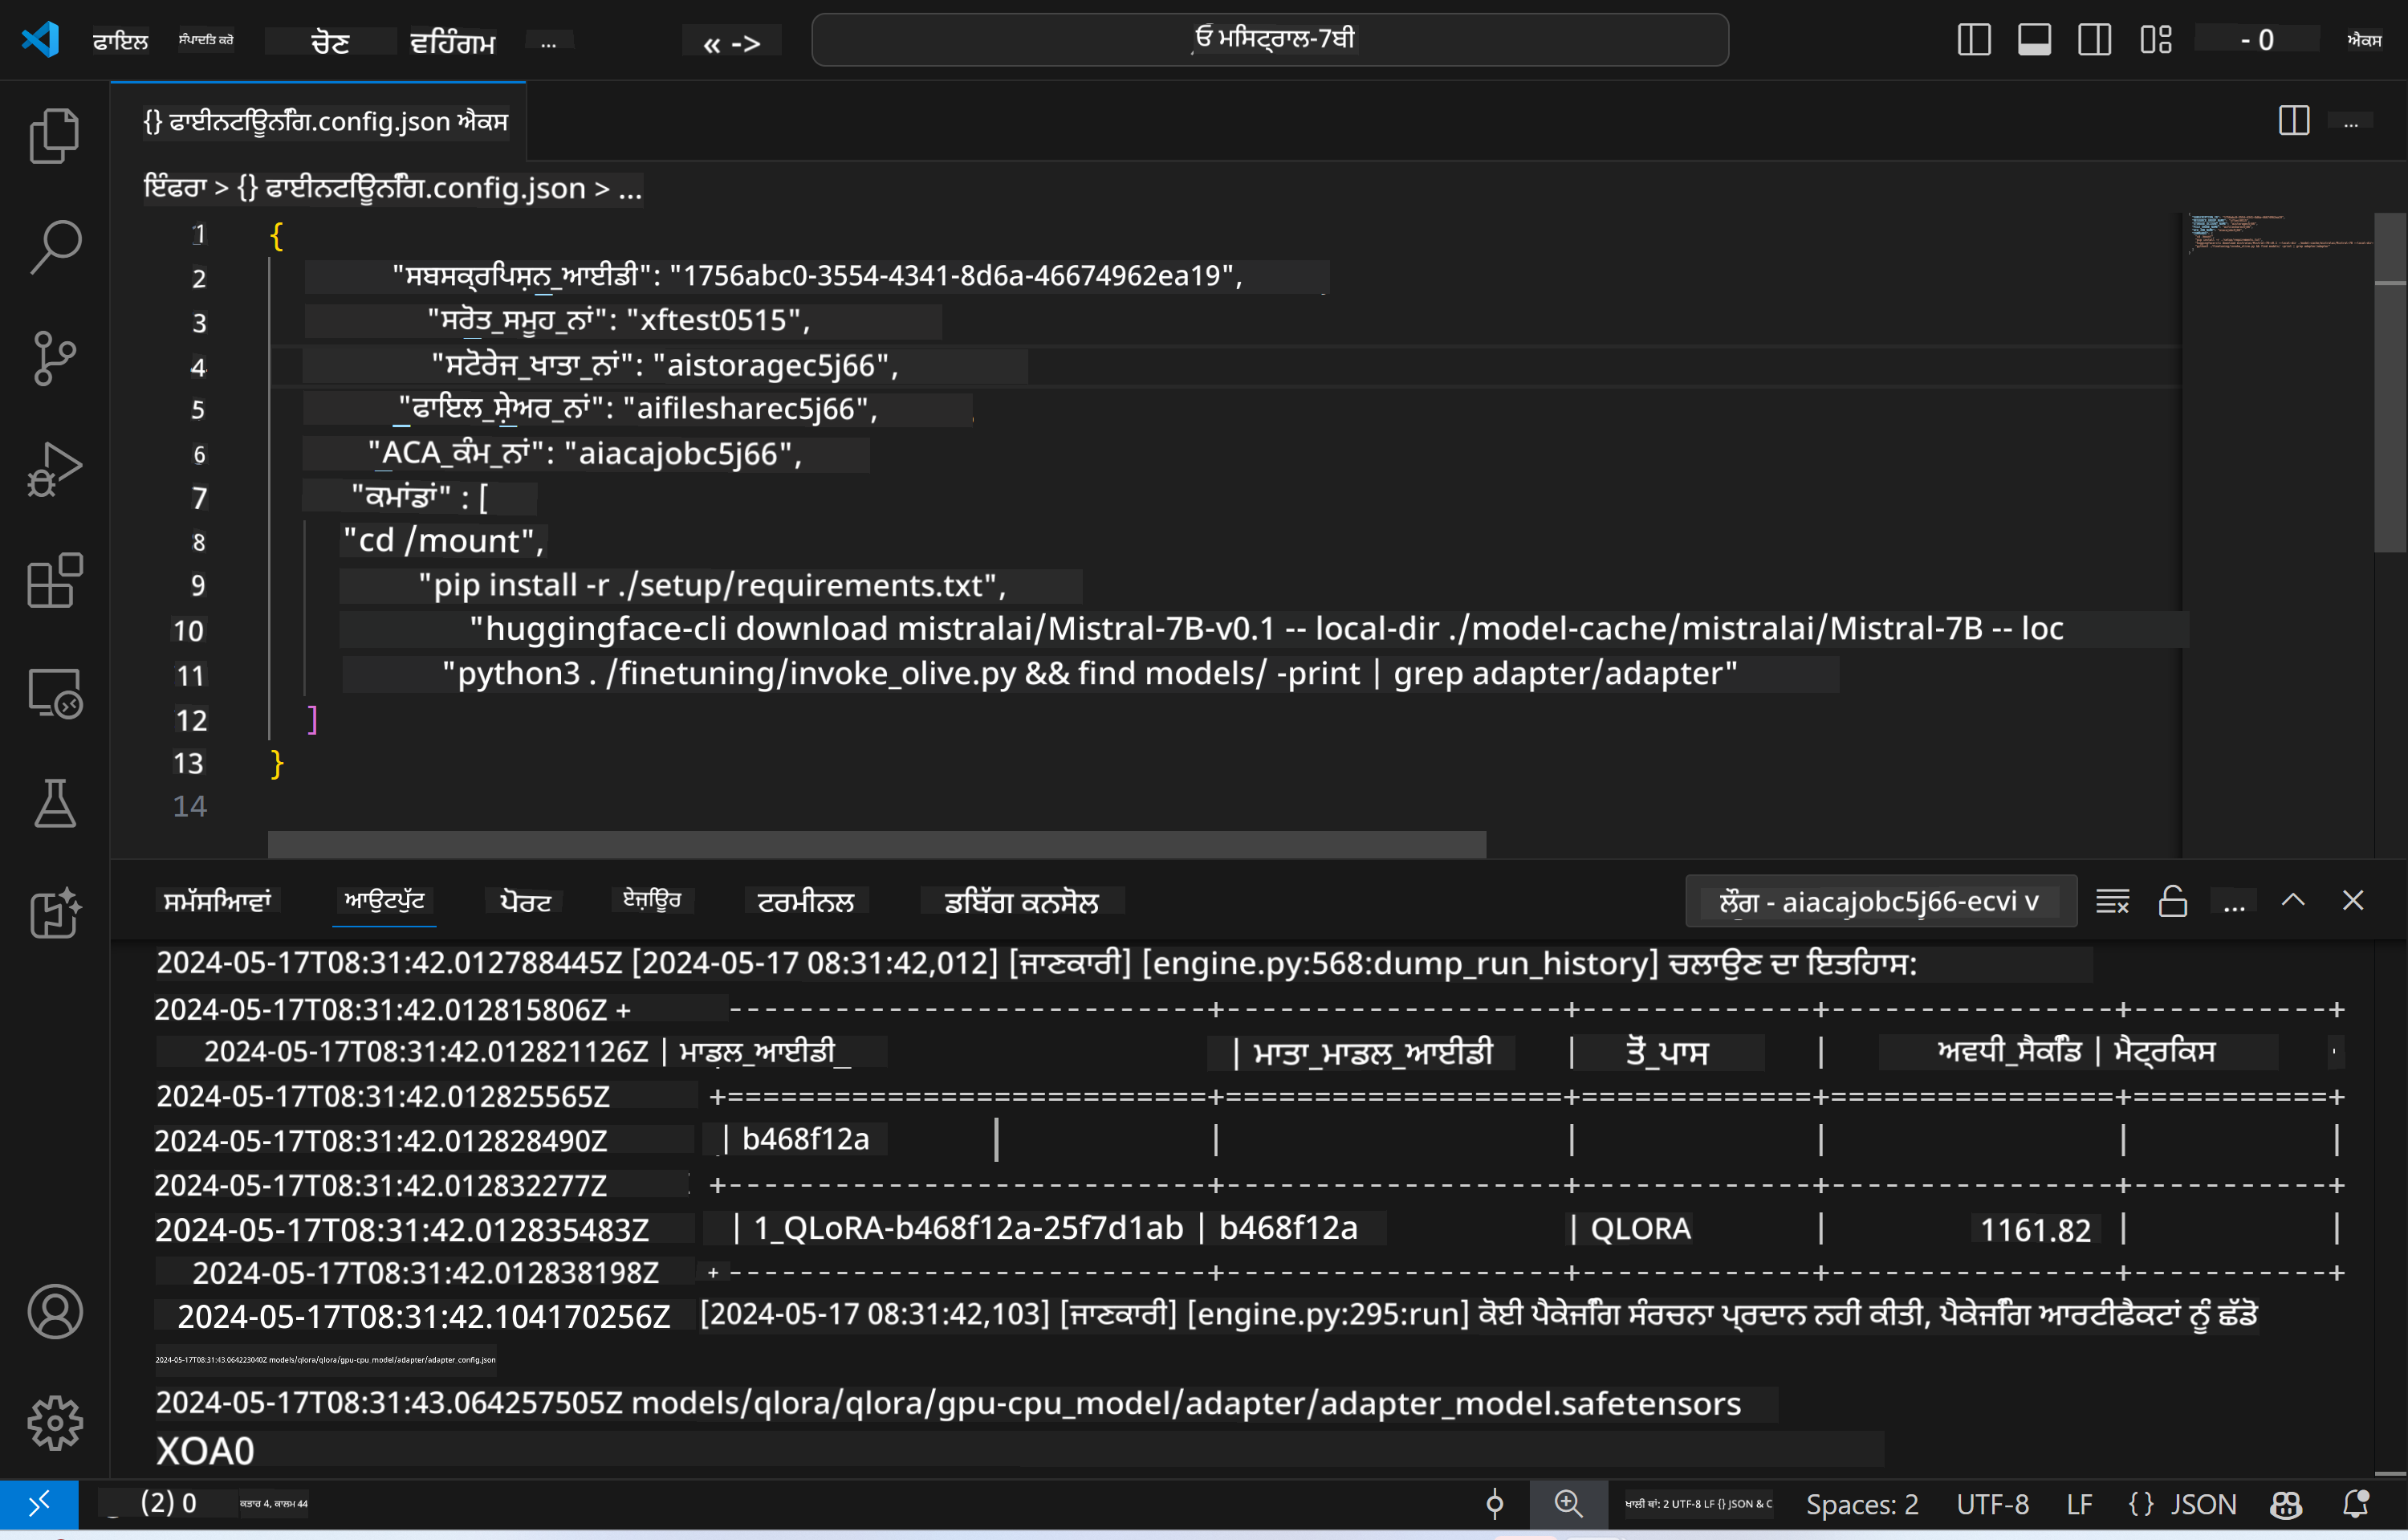 ਫਾਇਲ ਸੰਪਾਦਤਿ ਕਰੋ ਚੋਣ ਵਹਿੰਗਮ ... « -> ਓ ਮਸਿਟ੍ਰਾਲ-7ਬੀ - 0 ਐਕਸ
{} ਫਾਈਨਟਯੂਨਗਿੰਗ.config.json ਐਕਸ ...
ਇੰਫਰਾ > {} ਫਾਈਨਟਯੂਨਗਿੰਗ.config.json > ...
1 {
2 "ਸਬਸਕ੍ਰਪਿਸ਼ਨ_ਆਈਡੀ": "1756abc0-3554-4341-8d6a-46674962ea19",
3 "ਸਰੋਤ_ਸਮੂਹ_ਨਾਂ": "xftest0515",
4 "ਸਟੋਰੇਜ_ਖਾਤਾ_ਨਾਂ": "aistoragec5j66",
5 "ਫਾਇਲ_ਸ਼ੇਅਰ_ਨਾਂ": "aifilesharec5j66",
6 "ACA_ਕੰਮ_ਨਾਂ": "aiacajobc5j66",
7 "ਕਮਾਂਡਾਂ" : [
8 "cd /mount",
9 "pip install -r ./setup/requirements.txt",
10 "huggingface-cli download mistralai/Mistral-7B-v0.1 -- local-dir ./model-cache/mistralai/Mistral-7B -- loc
11 "python3 . /finetuning/invoke_olive.py && find models/ -print | grep adapter/adapter"
12 ]
13 }
14
ਸਮੱਸਆਿਵਾਂ ਆਉਟਪੁੱਟ ਪੋਰਟ ਏਜ਼ਯੂਿਰ ਟਰਮੀਨਲ ਡਬਿੱਗ ਕਨਸੋਲ ਲੌਗ - aiacajobc5j66-ecvi v ...
2024-05-17T08:31:42.012788445Z [2024-05-17 08:31:42,012] [ਜਾਣਕਾਰੀ] [engine.py:568:dump_run_history] ਚਲਾਉਣ ਦਾ ਇਤਹਿਾਸ:
2024-05-17T08:31:42.012815806Z + ---------------------------+--------------------+--------------+----------------+-----------+
2024-05-17T08:31:42.012821126Z | ਮਾਡਲ_ਆਈਡੀ_ | ਮਾਤਾ_ਮਾਡਲ_ਆਈਡੀ | ਤੋਂ_ਪਾਸ | ਅਵਧੀ_ਸੈਕੰਡਿ | ਮੈਟ੍ਰਕਿਸ
2024-05-17T08:31:42.012825565Z +===========================+===================+=============+================+===========+
2024-05-17T08:31:42.012828490Z | b468f12a | | | | | |
2024-05-17T08:31:42.012832277Z +---------------------------+-------------------+-------------+----------------+-----------+
2024-05-17T08:31:42.012835483Z | 1_QLoRA-b468f12a-25f7d1ab | b468f12a | QLORA | 1161.82 | |
2024-05-17T08:31:42.012838198Z + ---------------------------+-------------------+-------------+----------------+-----------+
2024-05-17T08:31:42.104170256Z [2024-05-17 08:31:42,103] [ਜਾਣਕਾਰੀ] [engine.py:295:run] ਕੋਈ ਪੈਕੇਜਗਿੰਗ ਸੰਰਚਨਾ ਪ੍ਰਦਾਨ ਨਹੀ ਕੀਤੀ, ਪੈਕੇਜਗਿੰਗ ਆਰਟੀਫੈਕਟਾਂ ਨੂੰ ਛੱਡੋ
2024-05-17T08:31:43.064223040Z models/qlora/qlora/gpu-cpu_model/adapter/adapter_config.json
2024-05-17T08:31:43.064257505Z models/qlora/qlora/gpu-cpu_model/adapter/adapter_model.safetensors
XOA0
(2) 0 ਕਤਾਰ 4, ਕਾਲਮ 44 ਖਾਲੀ ਥਾਂ: 2 UTF-8 LF {} JSON & C Spaces: 2 UTF-8 LF {} JSON